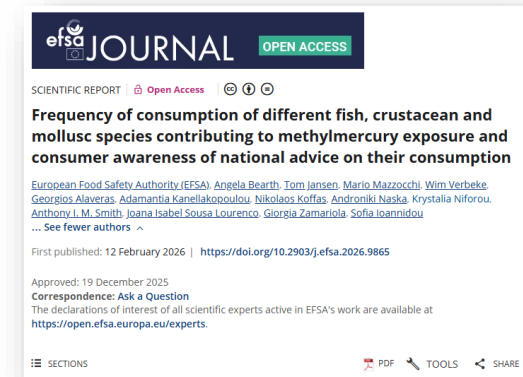 efsa JOURNAL OPEN ACCESS
SCIENTIFIC REPORT Open Access
Frequency of consumption of different fish, crustacean and
mollusc species contributing to methylmercury exposure and
consumer awareness of national advice on their consumption
European Food Safety Authority (EFSA), Angela Bearth, Tom Jansen, Mario Mazzocchi, Wim Verbeke,
Georgios Alaveras, Adamantia Kanellakopoulou, Nikolaos Koffas, Androniki Naska, Krystalia Niforou,
Anthony I. M. Smith, Joana Isabel Sousa Lourenco, Giorgia Zamariola, Sofia Ioannidou
... See fewer authors
First published: 12 February 2026 | https://doi.org/10.2903/j.efsa.2026.9865
Approved: 19 December 2025
Correspondence: Ask a Question
The declarations of interest of all scientific experts active in EFSA's work are available at
https://open.efsa.europa.eu/experts.
SECTIONS PDF TOOLS SHARE